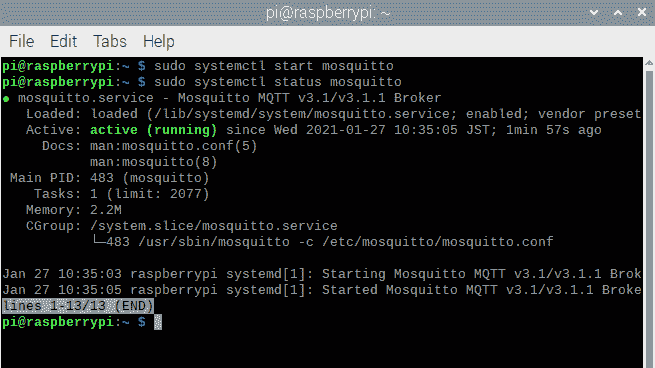 pi@raspberrypi: ~
File Edit Tabs Help
pi@raspberrypi:~ $ sudo systemctl start mosquitto
pi@raspberrypi:~ $ sudo systemctl status mosquitto
● mosquitto.service - Mosquitto MQTT v3.1/v3.1.1 Broker
   Loaded: loaded (/lib/systemd/system/mosquitto.service; enabled; vendor preset
   Active: active (running) since Wed 2021-01-27 10:35:05 JST; 1min 57s ago
     Docs: man:mosquitto.conf(5)
           man:mosquitto(8)
 Main PID: 483 (mosquitto)
    Tasks: 1 (limit: 2077)
   Memory: 2.2M
   CGroup: /system.slice/mosquitto.service
           └─483 /usr/sbin/mosquitto -c /etc/mosquitto/mosquitto.conf

Jan 27 10:35:03 raspberrypi systemd[1]: Starting Mosquitto MQTT v3.1/v3.1.1 Brok
Jan 27 10:35:05 raspberrypi systemd[1]: Started Mosquitto MQTT v3.1/v3.1.1 Broke
lines 1-13/13 (END)
pi@raspberrypi:~ $